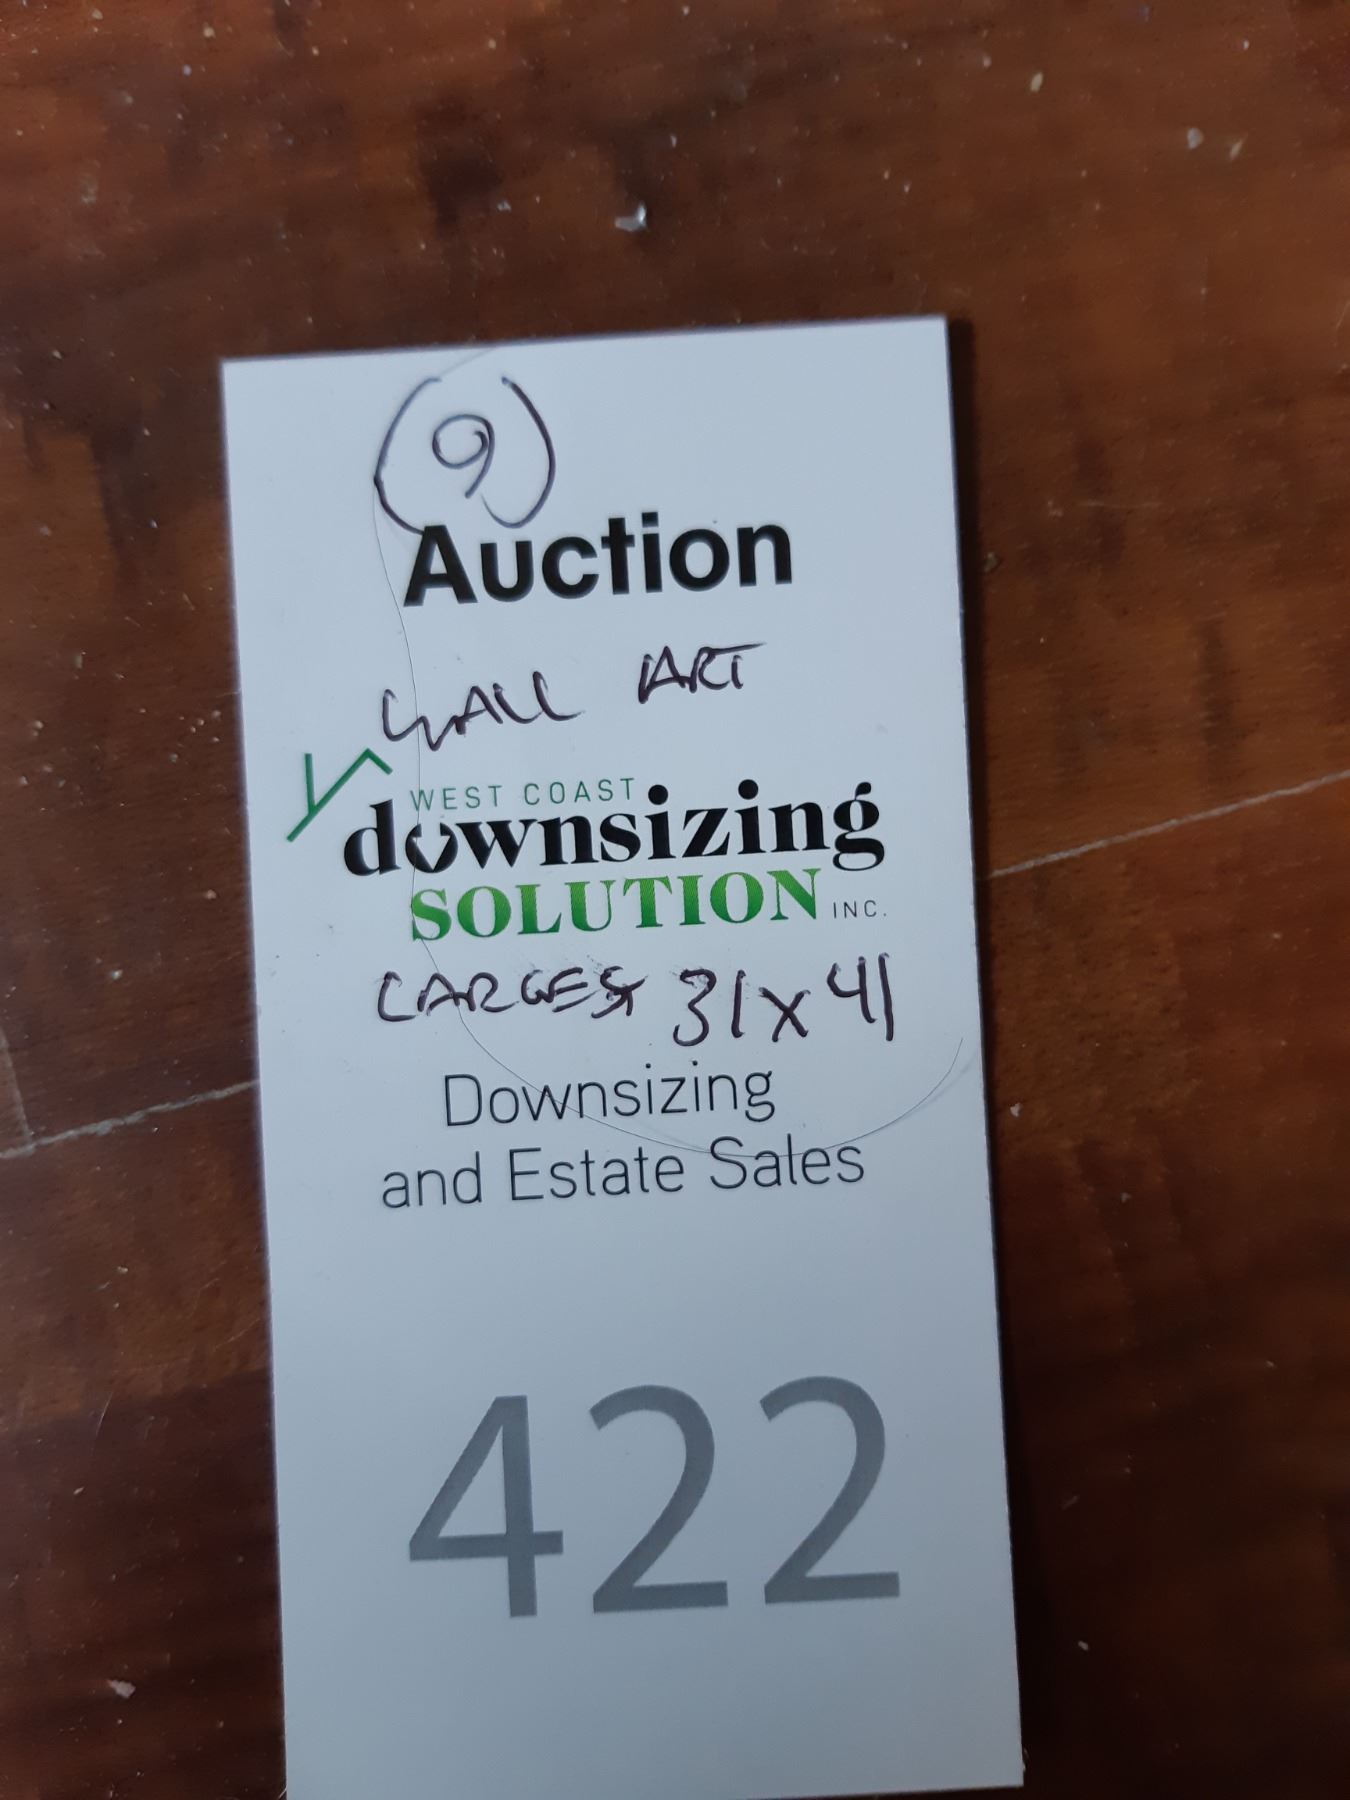 (9)
Auction
WALL ART
WEST COAST
downsizing
SOLUTION INC.
LARGEST 31x41
Downsizing
and Estate Sales
422